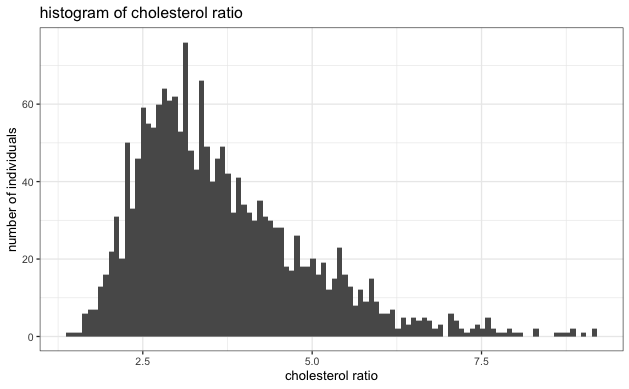 histogram of cholesterol ratio
number of individuals
60
40
20
0
2.5 5.0 7.5
cholesterol ratio